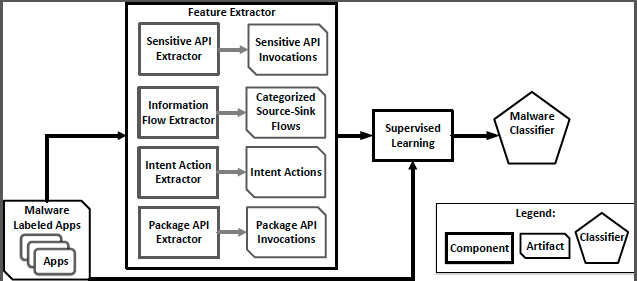 Feature Extractor
Sensitive API
Extractor
Sensitive API
Invocations
Information
Flow Extractor
Categorized
Source-Sink
Flows
Intent Action
Extractor
Intent Actions
Package API
Extractor
Package API
Invocations
Malware
Labeled Apps
Apps
Supervised
Learning
Malware
Classifier
Legend:
Component
Artifact
Classifier